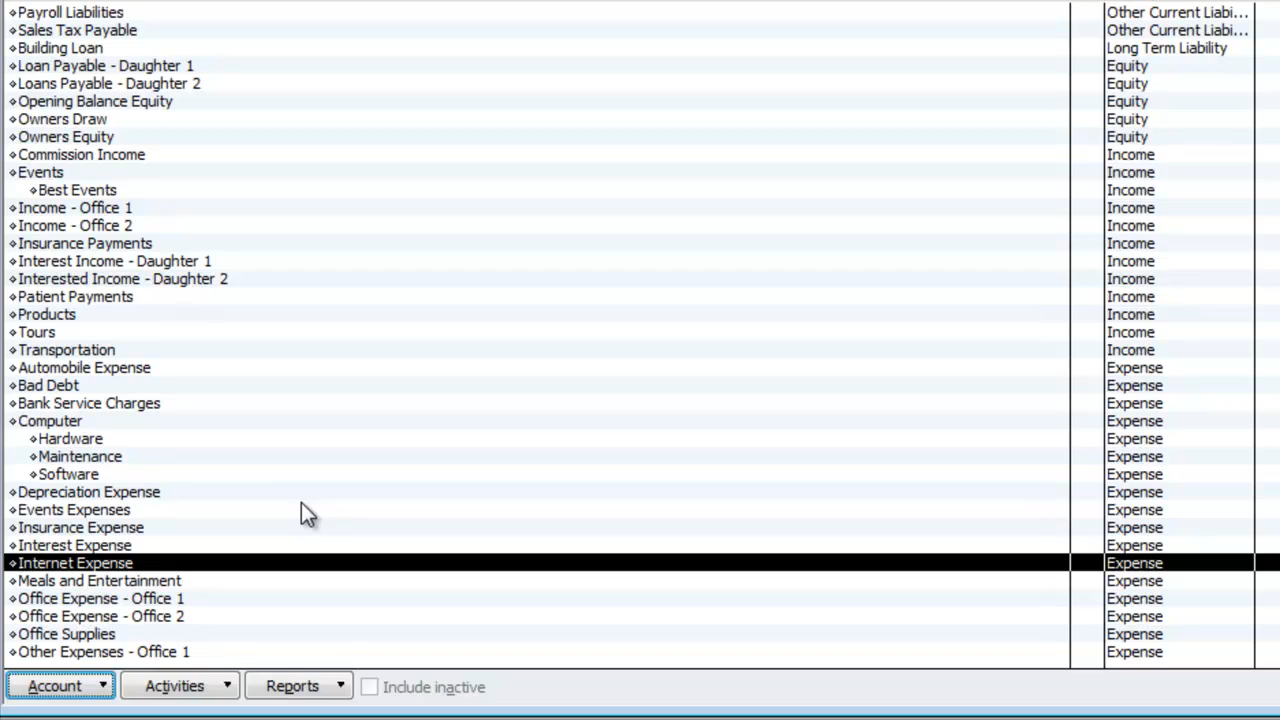 Payroll Liabilities Other Current Liabi...
Sales Tax Payable Other Current Liabi...
Building Loan Long Term Liability
Loan Payable - Daughter 1 Equity
Loans Payable - Daughter 2 Equity
Opening Balance Equity Equity
Owners Draw Equity
Owners Equity Equity
Commission Income Income
Events Income
Best Events Income
Income - Office 1 Income
Income - Office 2 Income
Insurance Payments Income
Interest Income - Daughter 1 Income
Interested Income - Daughter 2 Income
Patient Payments Income
Products Income
Tours Income
Transportation Income
Automobile Expense Expense
Bad Debt Expense
Bank Service Charges Expense
Computer Expense
Hardware Expense
Maintenance Expense
Software Expense
Depreciation Expense Expense
Events Expenses Expense
Insurance Expense Expense
Interest Expense Expense
Internet Expense Expense
Meals and Entertainment Expense
Office Expense - Office 1 Expense
Office Expense - Office 2 Expense
Office Supplies Expense
Other Expenses - Office 1 Expense
Account Activities Reports Include inactive